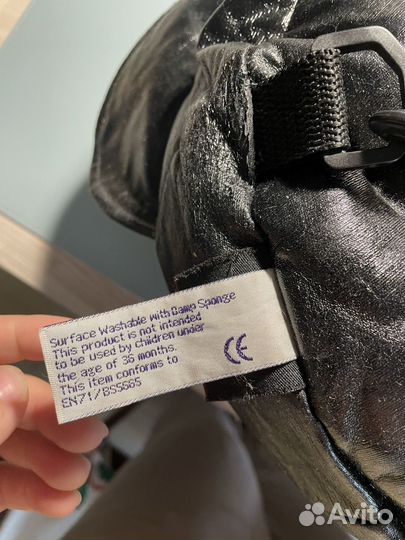 Surface Washable with Damp Sponge
This product is not intended
to be used by Children under
the age of 36 months.
This item conforms to
EN71/BS5665
CE
Avito